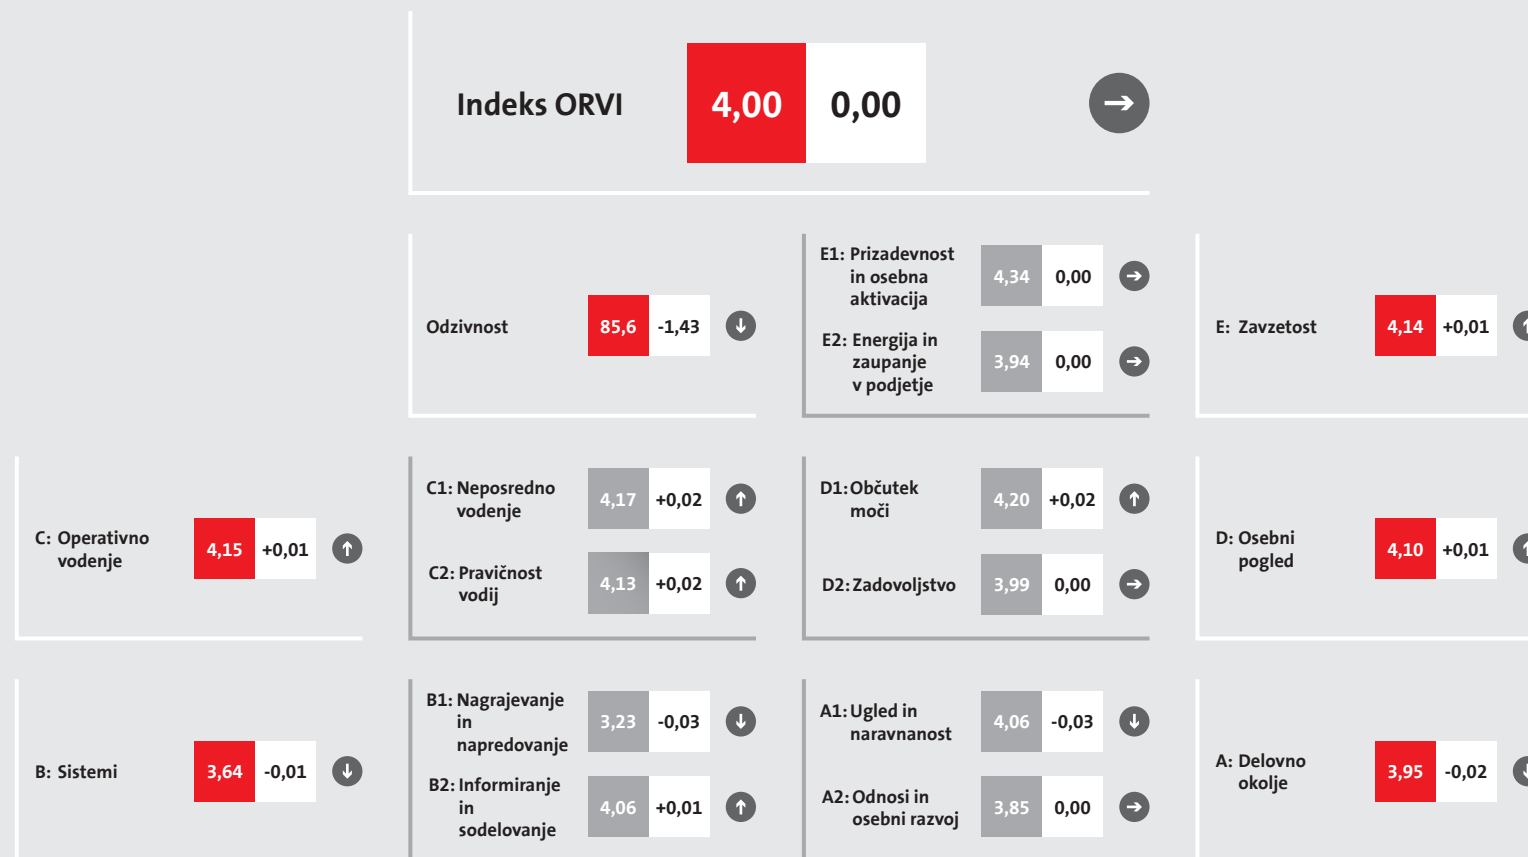 Indeks ORVI 4,00 0,00
Odzivnost 85,6 -1,43
E1: Prizadevnost
in osebna
aktivacija
4,34 0,00
E2: Energija in
zaupanje
v podjetje
3,94 0,00
E: Zavzetost 4,14 +0,01
C: Operativno
vodenje
4,15 +0,01
C1: Neposredno
vodenje
4,17 +0,02
C2: Pravičnost
vodij
4,13 +0,02
D1: Občutek
moči
4,20 +0,02
D2: Zadovoljstvo 3,99 0,00
D: Osebni
pogled
4,10 +0,01
B: Sistemi 3,64 -0,01
B1: Nagrajevanje
in
napredovanje
3,23 -0,03
B2: Informiranje
in
sodelovanje
4,06 +0,01
A1: Ugled in
naravnanost
4,06 -0,03
A2: Odnosi in
osebni razvoj
3,85 0,00
A: Delovno
okolje
3,95 -0,02